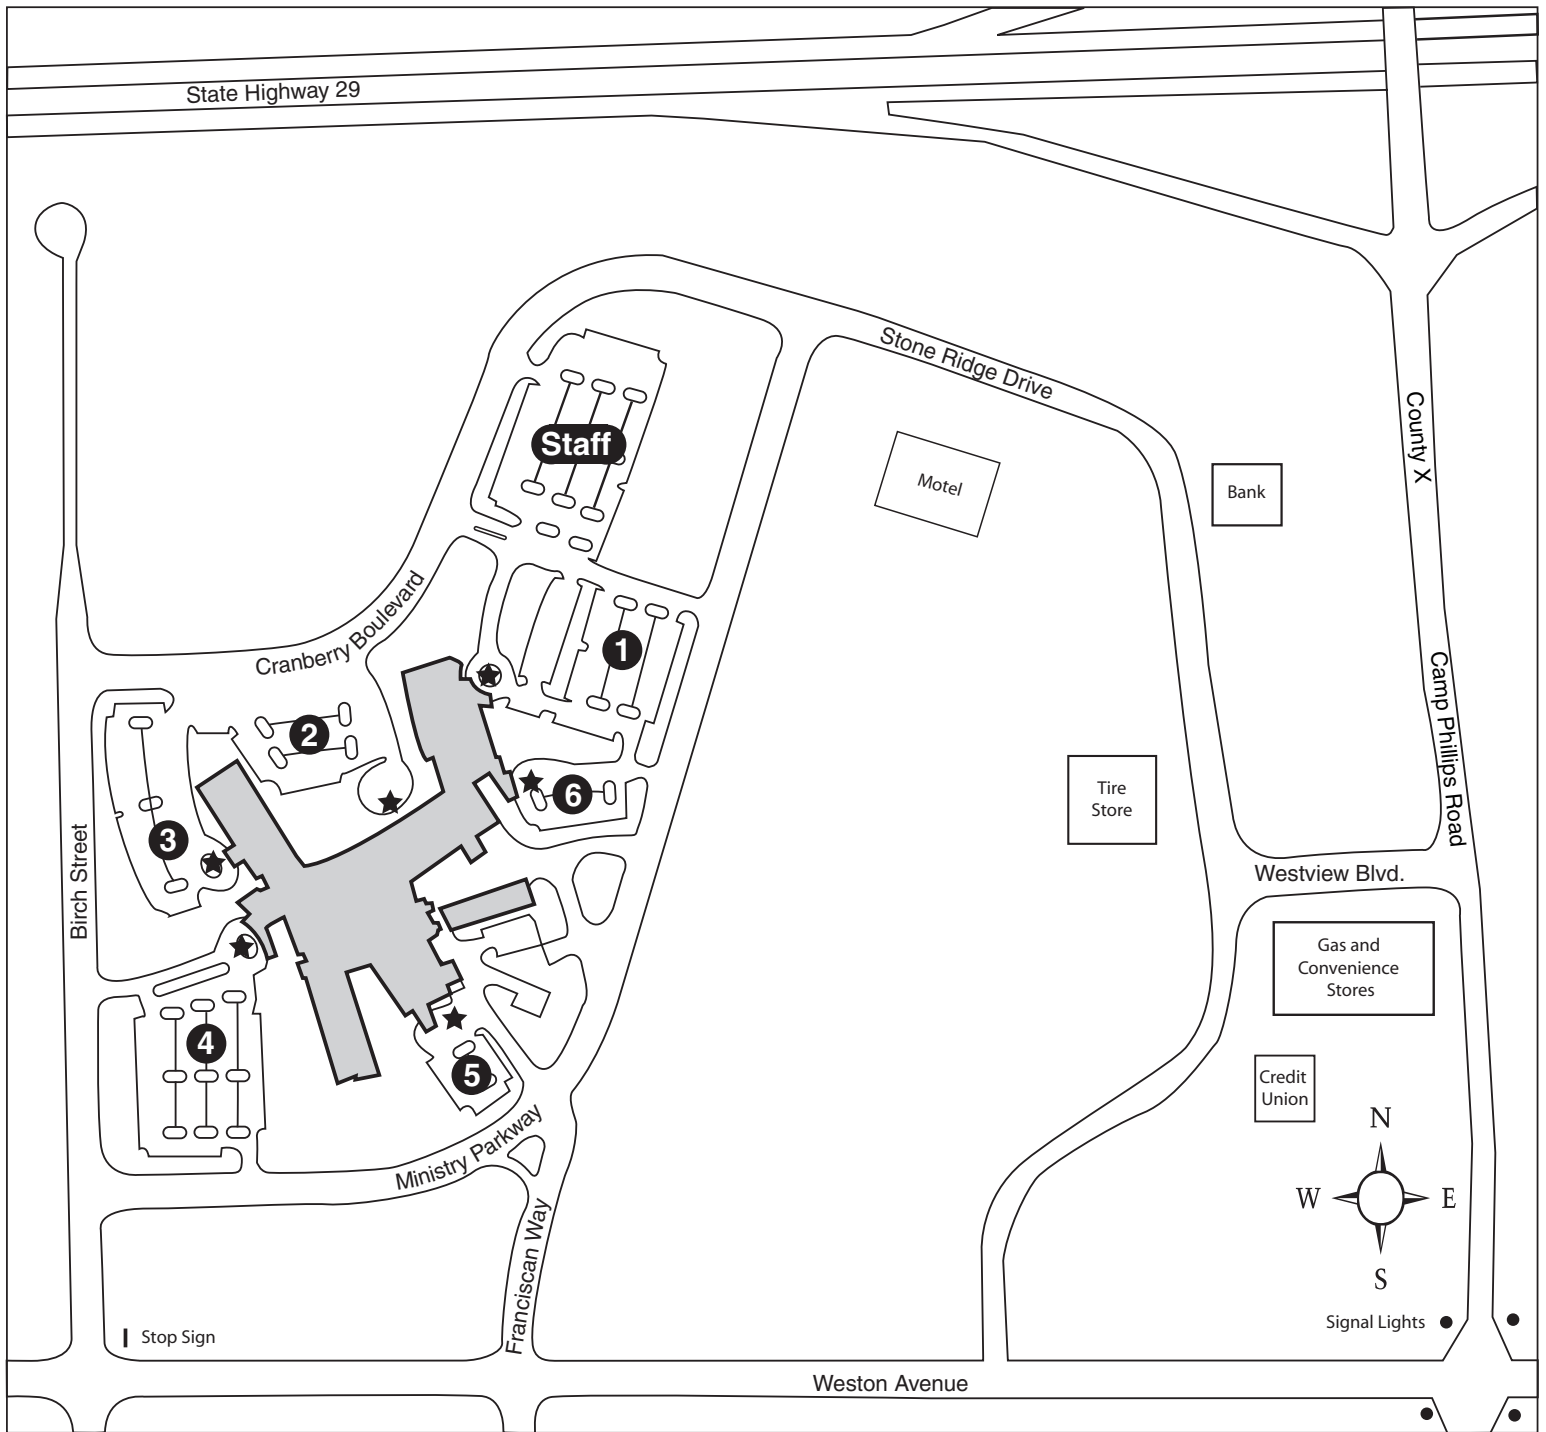 State Highway 29
Stone Ridge Drive
County X
Staff
Motel
Bank
Cranberry Boulevard
1
Camp Phillips Road
2
6
Tire
Store
3
Birch Street
Westview Blvd.
Gas and
Convenience
Stores
4
5
Credit
Union
N
W
E
S
Ministry Parkway
Franciscan Way
Stop Sign
Signal Lights
Weston Avenue